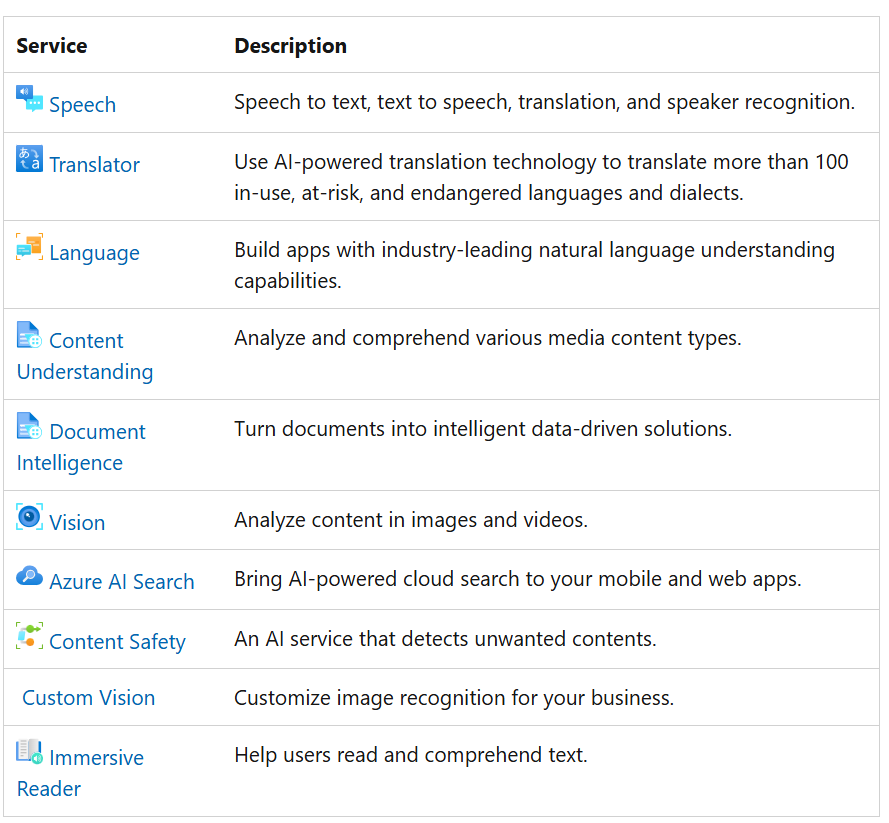 Service Description
Speech Speech to text, text to speech, translation, and speaker recognition.
Translator Use AI-powered translation technology to translate more than 100
in-use, at-risk, and endangered languages and dialects.
Language Build apps with industry-leading natural language understanding
capabilities.
Content Analyze and comprehend various media content types.
Understanding
Document Turn documents into intelligent data-driven solutions.
Intelligence
Vision Analyze content in images and videos.
Azure AI Search Bring AI-powered cloud search to your mobile and web apps.
Content Safety An AI service that detects unwanted contents.
Custom Vision Customize image recognition for your business.
Immersive Help users read and comprehend text.
Reader